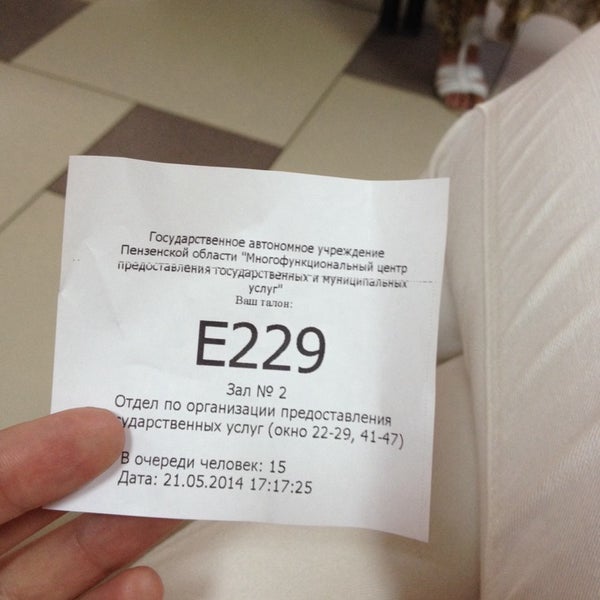 Государственное автономное учреждение
Пензенской области "Многофункциональный центр
предоставления государственных и муниципальных
услуг"
Ваш талон:
E229
Зал № 2
Отдел по организации предоставления
сударственных услуг (окно 22-29, 41-47)
В очереди человек: 15
Дата: 21.05.2014 17:17:25